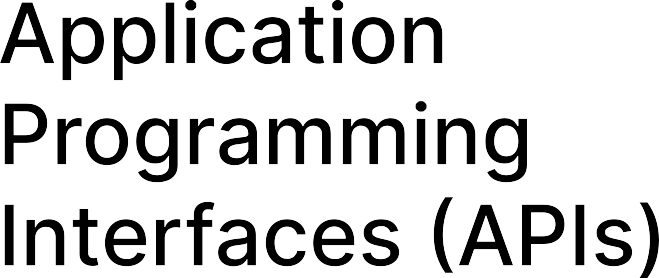 Application
Programming
Interfaces (APIs)